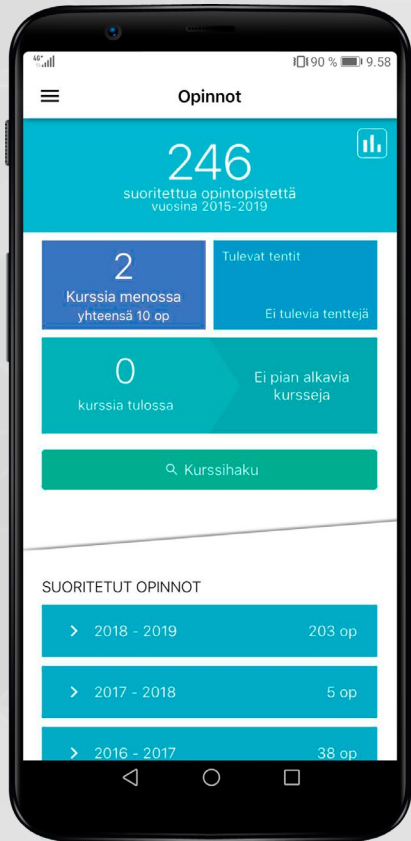 90 % 9.58
Opinnot
246
suoritettua opintopistettä
vuosina 2015-2019
2
Kurssia menossa
yhteensä 10 op
Tulevat tentit
Ei tulevia tenttejä
0
kurssia tulossa
Ei pian alkavia
kursseja
Kurssihaku
SUORITETUT OPINNOT
2018 - 2019 203 op
2017 - 2018 5 op
2016 - 2017 38 op